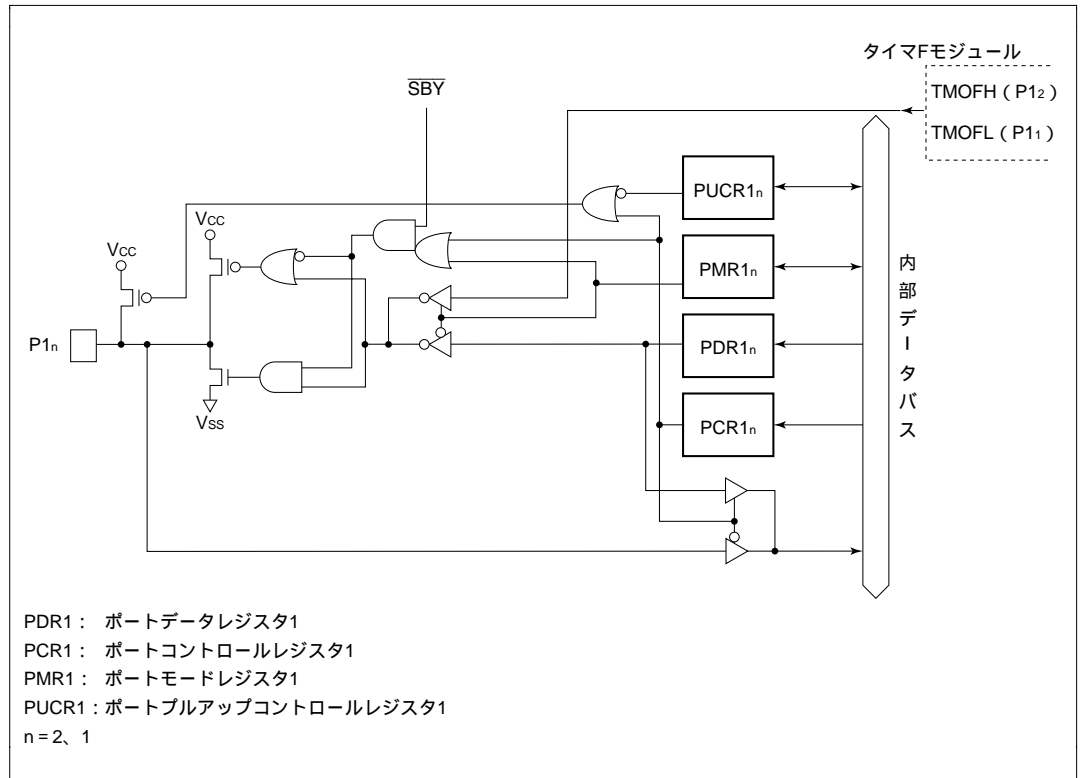 タイマFモジュール
TMOFH(P1₂)
TMOFL(P1₁)
SBY
PUCR1n
PMR1n
PDR1n
PCR1n
内部データバス
VCC
VCC
P1n
VSS
PDR1: ポートデータレジスタ1
PCR1: ポートコントロールレジスタ1
PMR1: ポートモードレジスタ1
PUCR1:ポートプルアップコントロールレジスタ1
n = 2、1